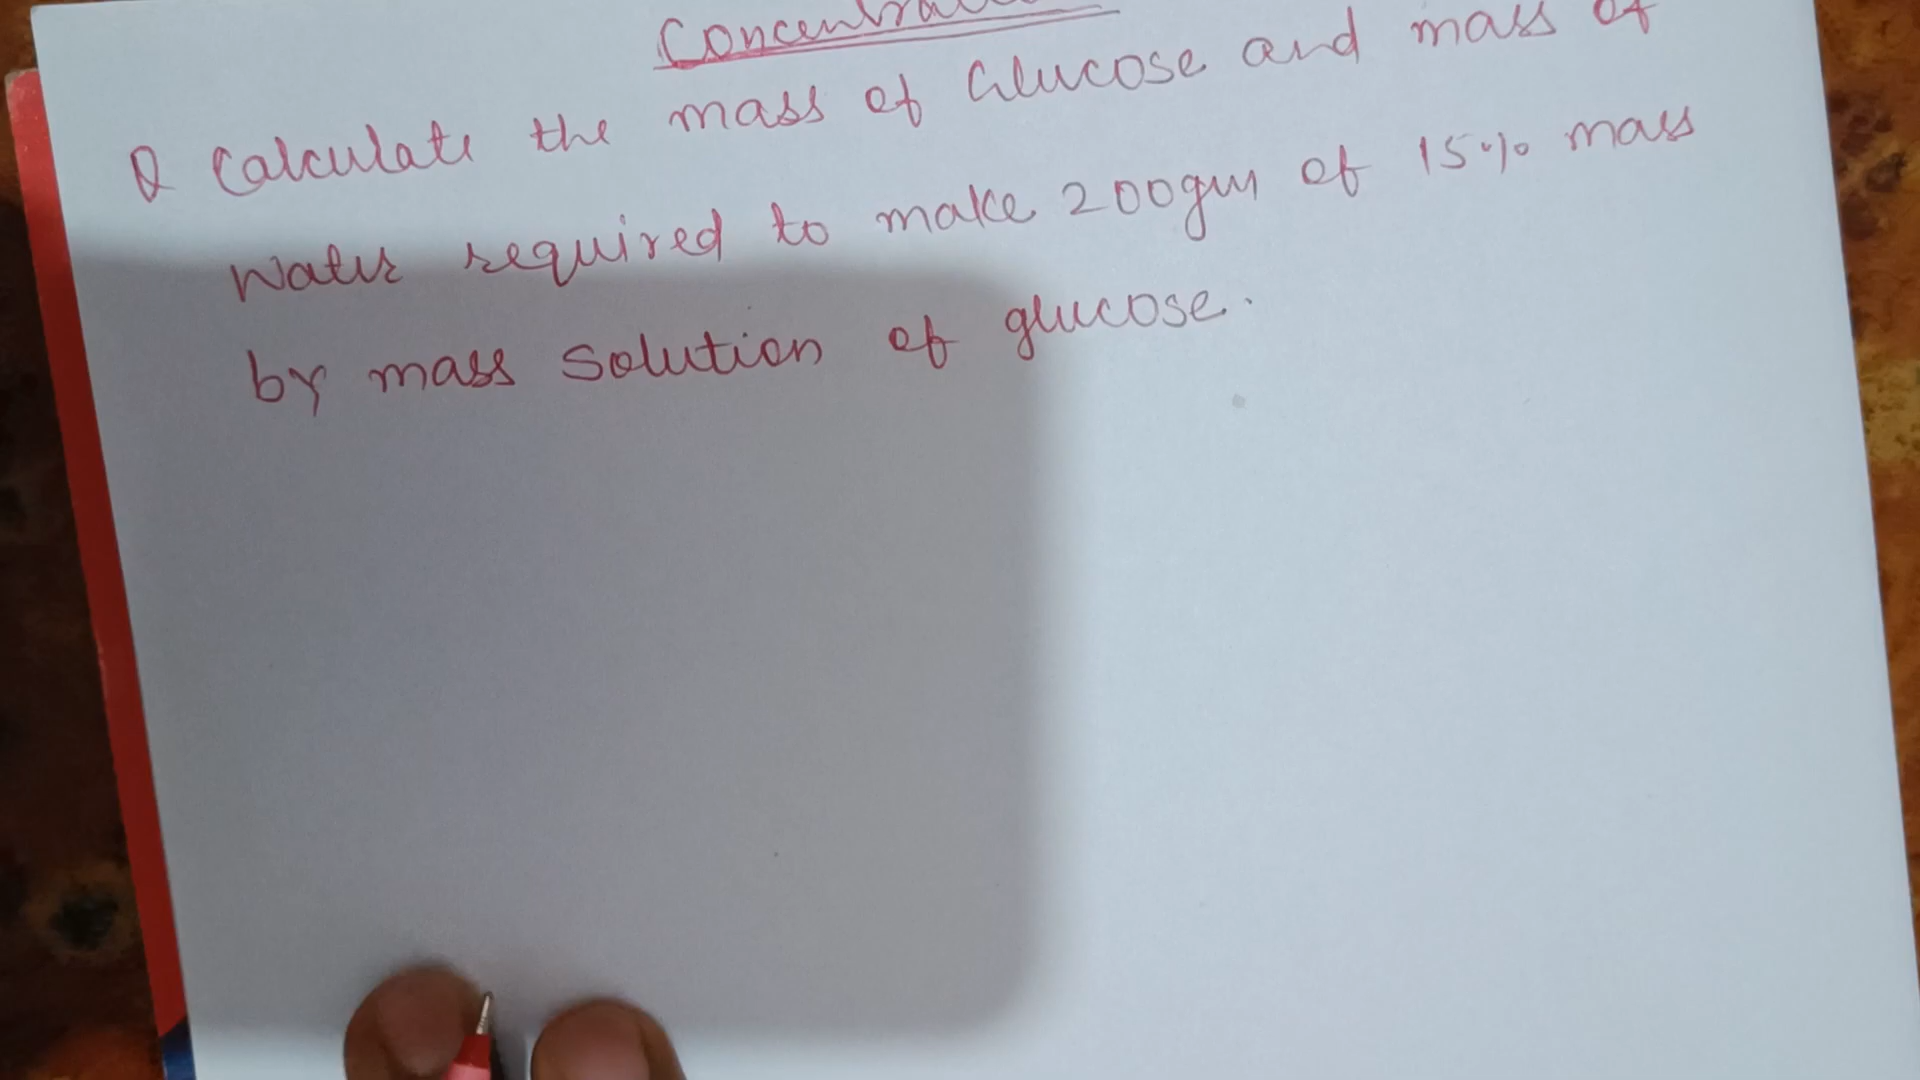 Q Calculate the mass of Glucose and mass of
Water required to make 200gm of 15% mass
by mass solution of glucose.